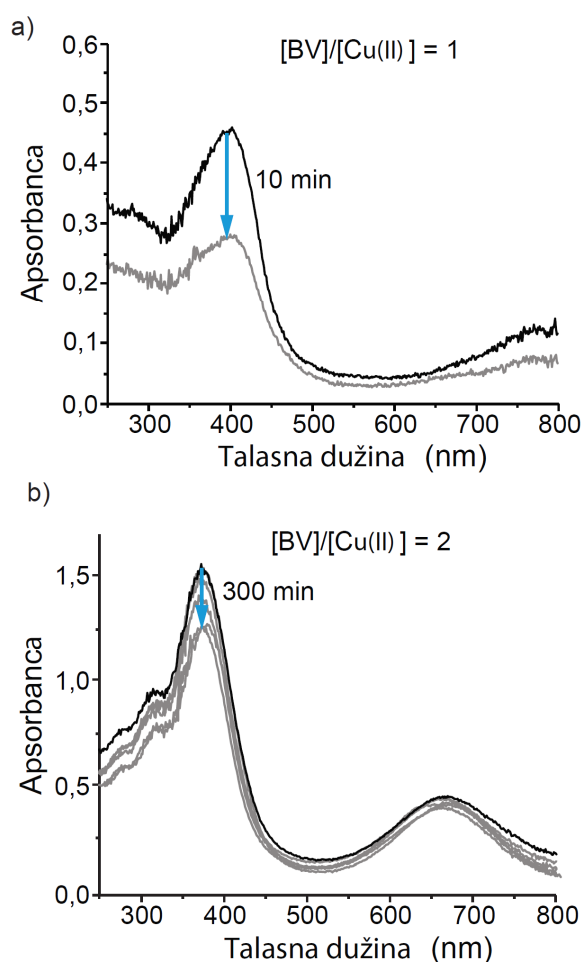 a)
[BV]/[Cu(II)] = 1
0,6
0,5
0,4
0,3
0,2
0,1
0,0
10 min
Apsorbanca
300 400 500 600 700 800
Talasna dužina (nm)
b)
[BV]/[Cu(II)] = 2
1,5
1,0
0,5
0,0
300 min
Apsorbanca
300 400 500 600 700 800
Talasna dužina (nm)